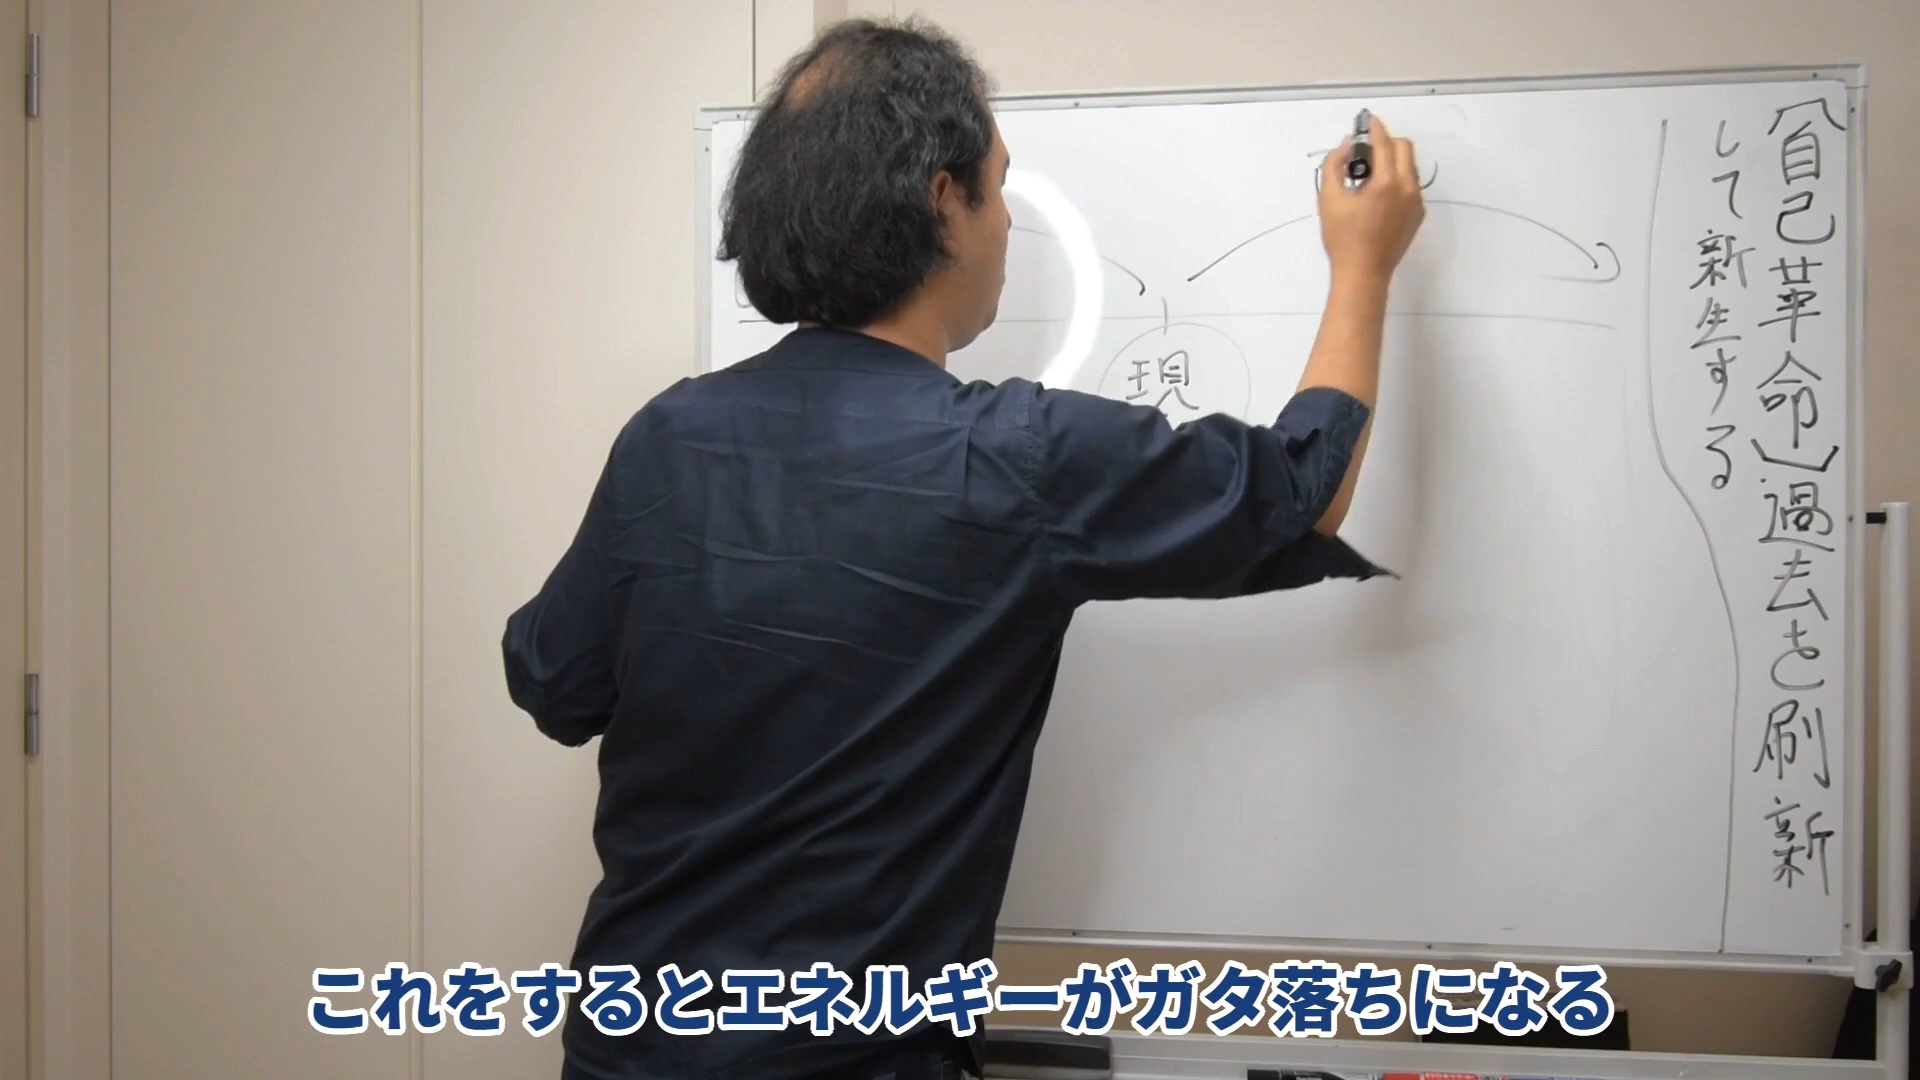 〔自己革命〕過去を刷新
して新生する
現
これをするとエネルギーがガタ落ちになる